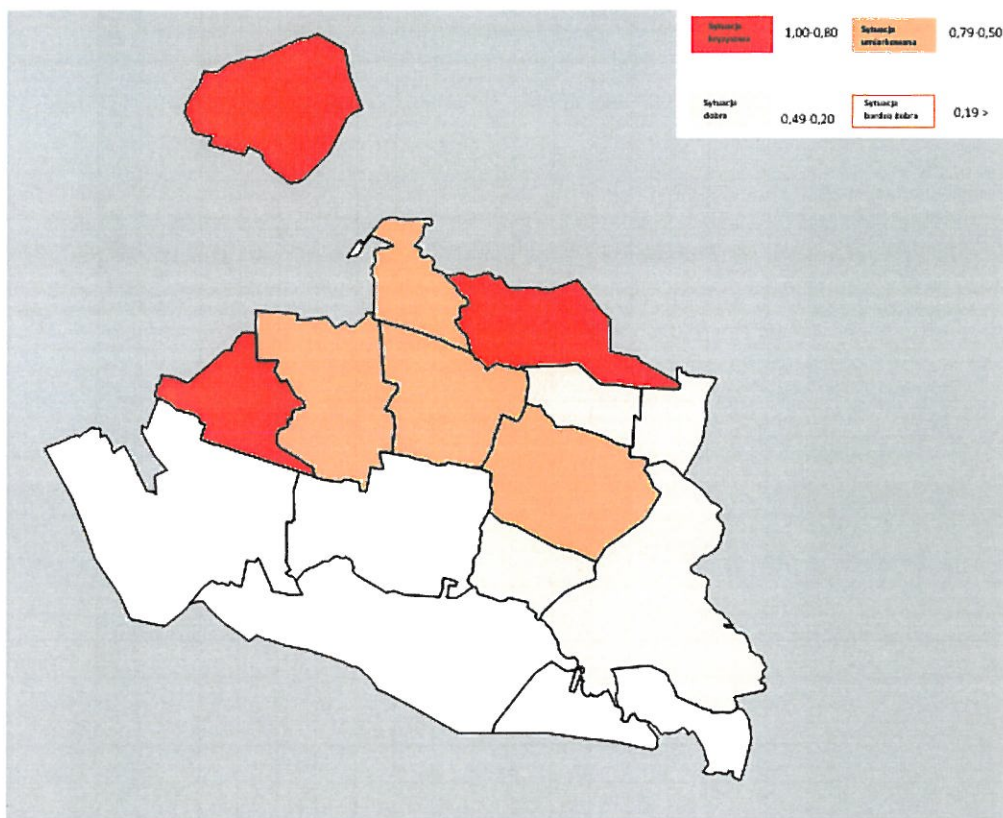 Sytuacja
kryzysowa
1,00-0,80
Sytuacja
umiarkowana
0,79-0,50
Sytuacja
dobra
0,49-0,20
Sytuacja
bardzo dobra
0,19 >